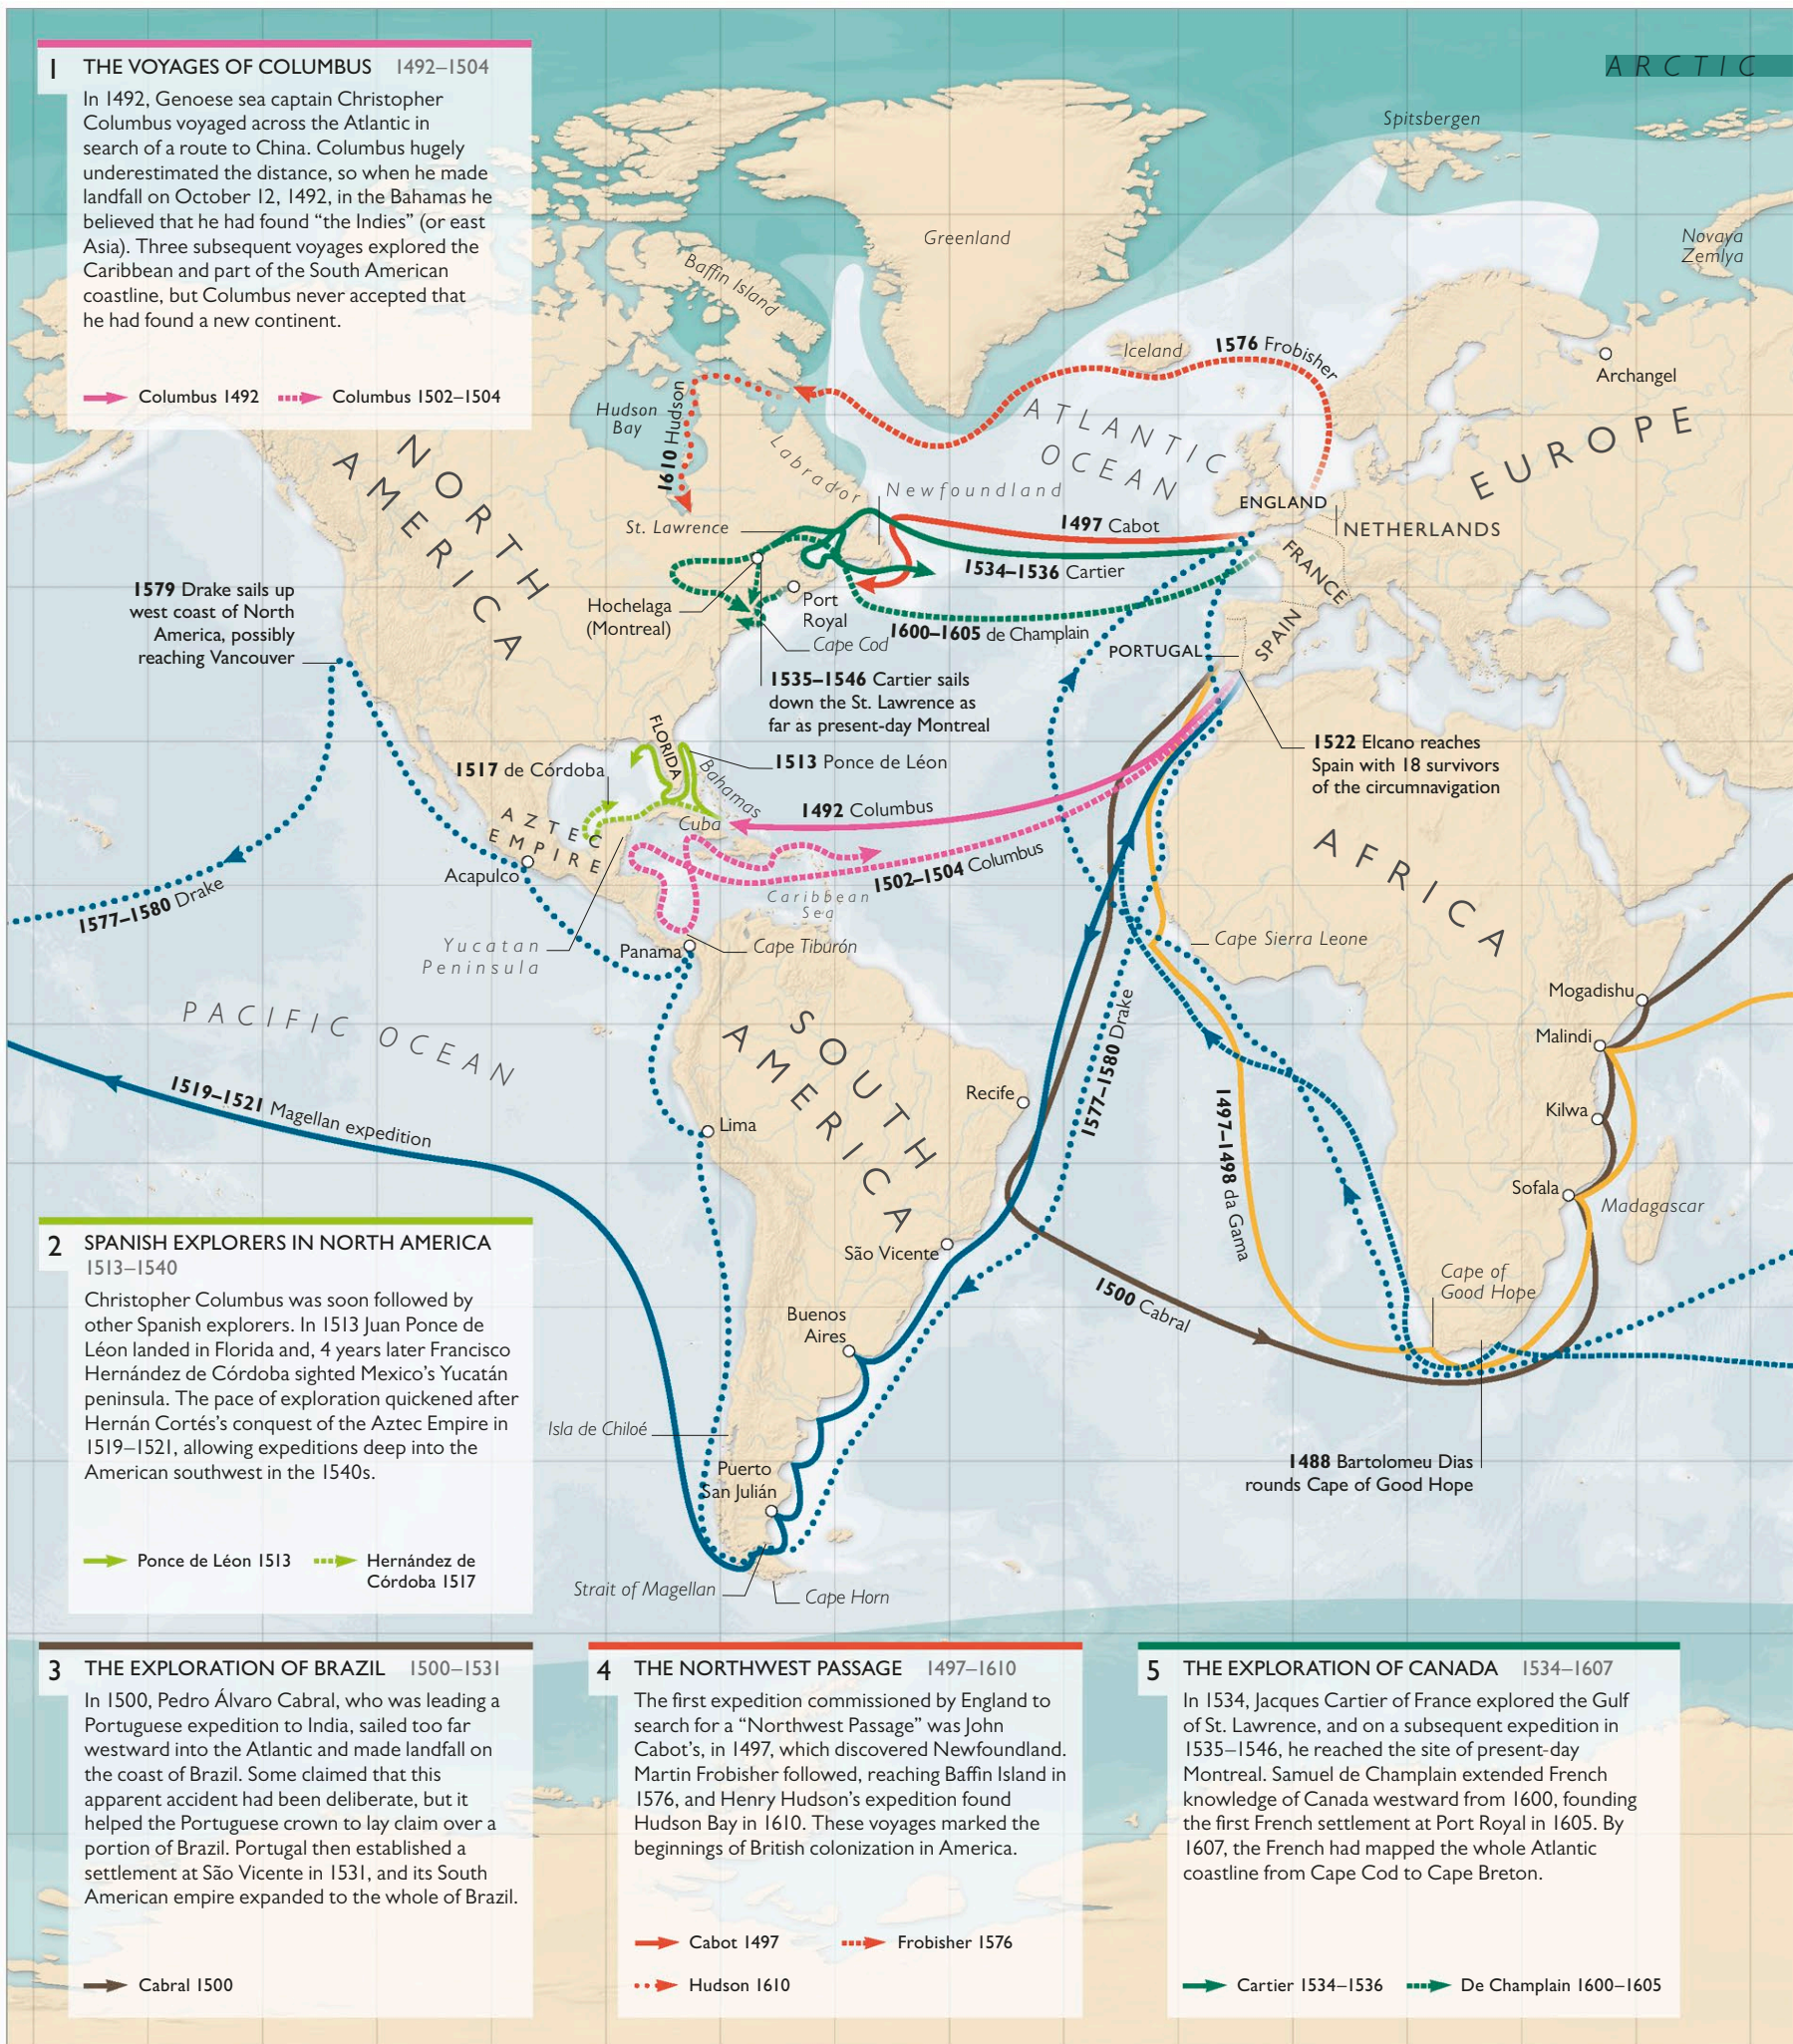 1 THE VOYAGES OF COLUMBUS 1492–1504
In 1492, Genoese sea captain Christopher
Columbus voyaged across the Atlantic in
search of a route to China. Columbus hugely
underestimated the distance, so when he made
landfall on October 12, 1492, in the Bahamas he
believed that he had found “the Indies” (or east
Asia). Three subsequent voyages explored the
Caribbean and part of the South American
coastline, but Columbus never accepted that
he had found a new continent.
Columbus 1492
Columbus 1502–1504
ARCTIC
Spitsbergen
Novaya
Zemlya
Greenland
Baffin Island
Iceland
1576 Frobisher
Archangel
Hudson
Bay
1610 Hudson
ATLANTIC
OCEAN
EUROPE
NORTH
AMERICA
Labrador
Newfoundland
ENGLAND
NETHERLANDS
St. Lawrence
1497 Cabot
FRANCE
1534–1536 Cartier
1579 Drake sails up
west coast of North
America, possibly
reaching Vancouver
Hochelaga
(Montreal)
Port
Royal
Cape Cod
1600–1605 de Champlain
PORTUGAL
SPAIN
1535–1546 Cartier sails
down the St. Lawrence as
far as present-day Montreal
FLORIDA
1513 Ponce de Léon
Bahamas
1517 de Córdoba
1522 Elcano reaches
Spain with 18 survivors
of the circumnavigation
1492 Columbus
Cuba
AZTEC
EMPIRE
AFRICA
Acapulco
1502–1504 Columbus
1577–1580 Drake
Caribbean
Sea
Yucatan
Peninsula
Panama
Cape Tiburón
Cape Sierra Leone
Mogadishu
PACIFIC OCEAN
SOUTH
AMERICA
Malindi
1577–1580 Drake
1519–1521 Magellan expedition
Recife
Kilwa
Lima
1497–1498 da Gama
Sofala
Madagascar
São Vicente
Cape of
Good Hope
1500 Cabral
Buenos
Aires
2 SPANISH EXPLORERS IN NORTH AMERICA
1513–1540
Christopher Columbus was soon followed by
other Spanish explorers. In 1513 Juan Ponce de
Léon landed in Florida and, 4 years later Francisco
Hernández de Córdoba sighted Mexico’s Yucatán
peninsula. The pace of exploration quickened after
Hernán Cortés’s conquest of the Aztec Empire in
1519–1521, allowing expeditions deep into the
American southwest in the 1540s.
Ponce de Léon 1513
Hernández de
Córdoba 1517
Isla de Chiloé
Puerto
San Julián
1488 Bartolomeu Dias
rounds Cape of Good Hope
Strait of Magellan
Cape Horn
3 THE EXPLORATION OF BRAZIL 1500–1531
In 1500, Pedro Álvaro Cabral, who was leading a
Portuguese expedition to India, sailed too far
westward into the Atlantic and made landfall on
the coast of Brazil. Some claimed that this
apparent accident had been deliberate, but it
helped the Portuguese crown to lay claim over a
portion of Brazil. Portugal then established a
settlement at São Vicente in 1531, and its South
American empire expanded to the whole of Brazil.
Cabral 1500
4 THE NORTHWEST PASSAGE 1497–1610
The first expedition commissioned by England to
search for a “Northwest Passage” was John
Cabot’s, in 1497, which discovered Newfoundland.
Martin Frobisher followed, reaching Baffin Island in
1576, and Henry Hudson’s expedition found
Hudson Bay in 1610. These voyages marked the
beginnings of British colonization in America.
Cabot 1497
Frobisher 1576
Hudson 1610
5 THE EXPLORATION OF CANADA 1534–1607
In 1534, Jacques Cartier of France explored the Gulf
of St. Lawrence, and on a subsequent expedition in
1535–1546, he reached the site of present-day
Montreal. Samuel de Champlain extended French
knowledge of Canada westward from 1600, founding
the first French settlement at Port Royal in 1605. By
1607, the French had mapped the whole Atlantic
coastline from Cape Cod to Cape Breton.
Cartier 1534–1536
De Champlain 1600–1605